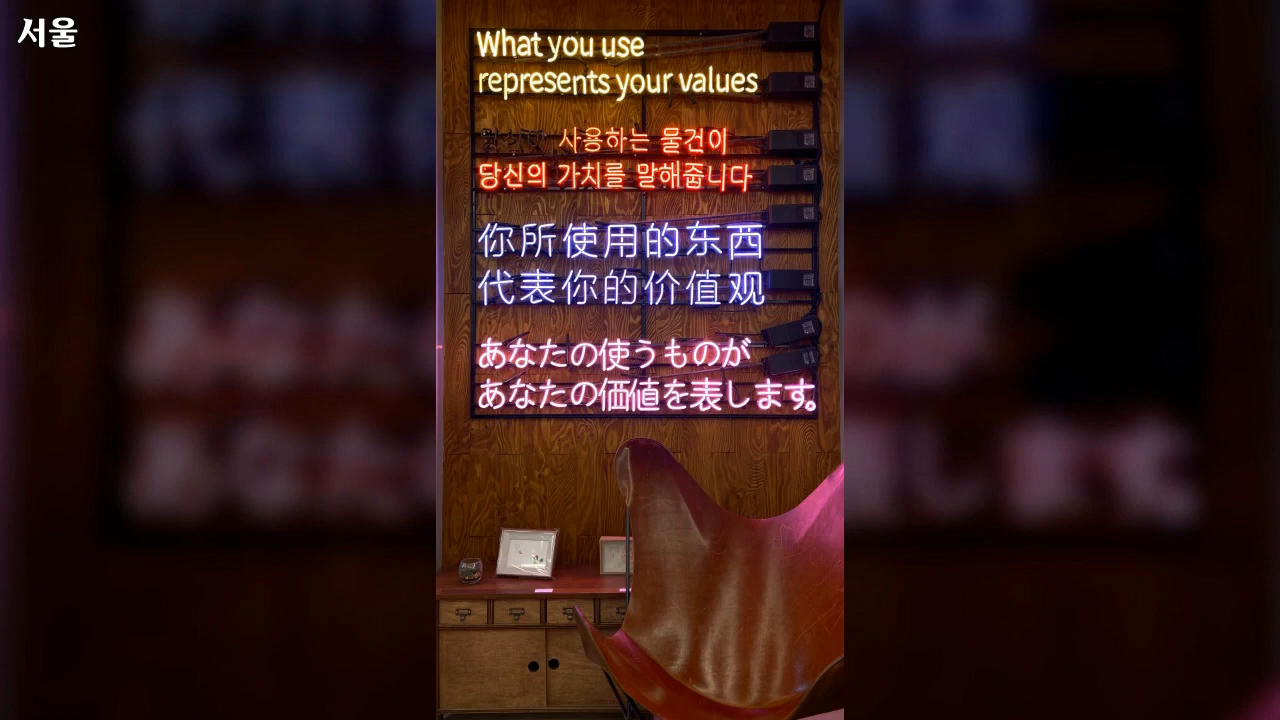 서울
What you use
represents your values
사용하는 물건이
당신의 가치를 말해줍니다
你所使用的东西
代表你的价值观
あなたの使うものが
あなたの価値を表します。